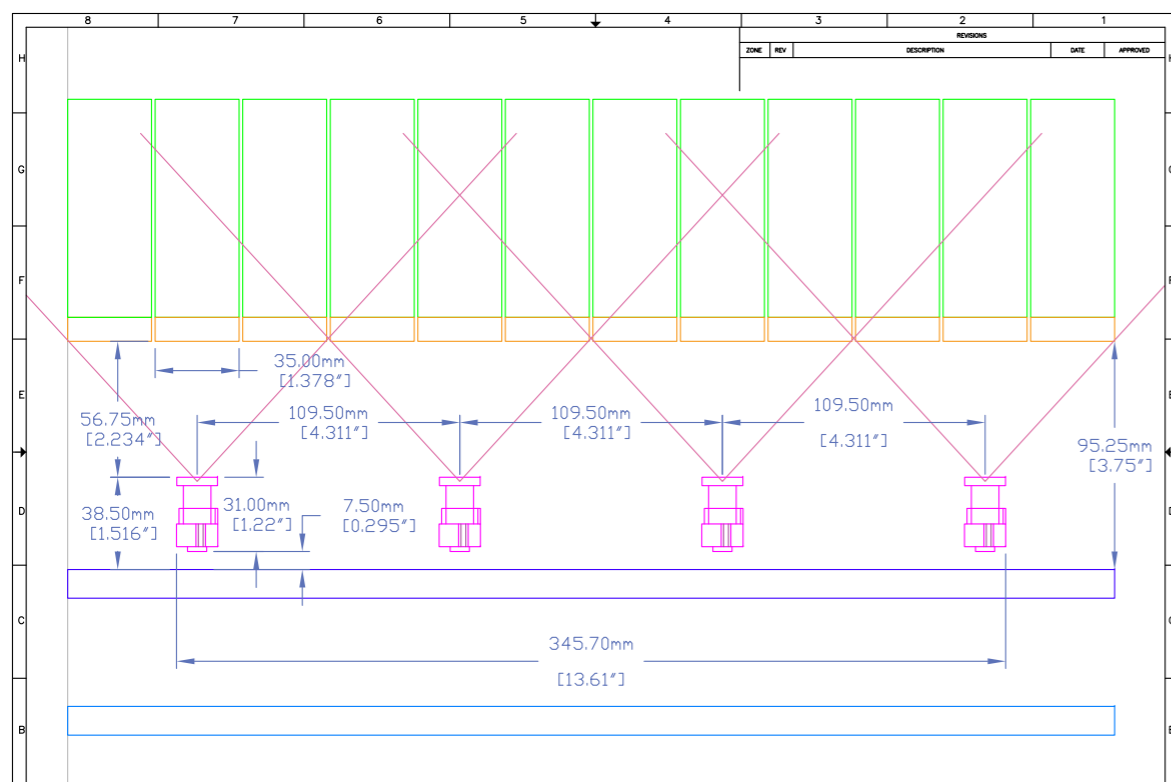 8 7 6 5 4 3 2 1
REVISIONS
ZONE REV DESCRIPTION DATE APPROVED
H H
G G
F F
35.00mm
[1.378"]
E E
56.75mm
[2.234"]
109.50mm
[4.311"]
109.50mm
[4.311"]
109.50mm
[4.311"]
95.25mm
[3.75"]
D D
38.50mm
[1.516"]
31.00mm
[1.22"]
7.50mm
[0.295"]
C C
345.70mm
[13.61"]
B B